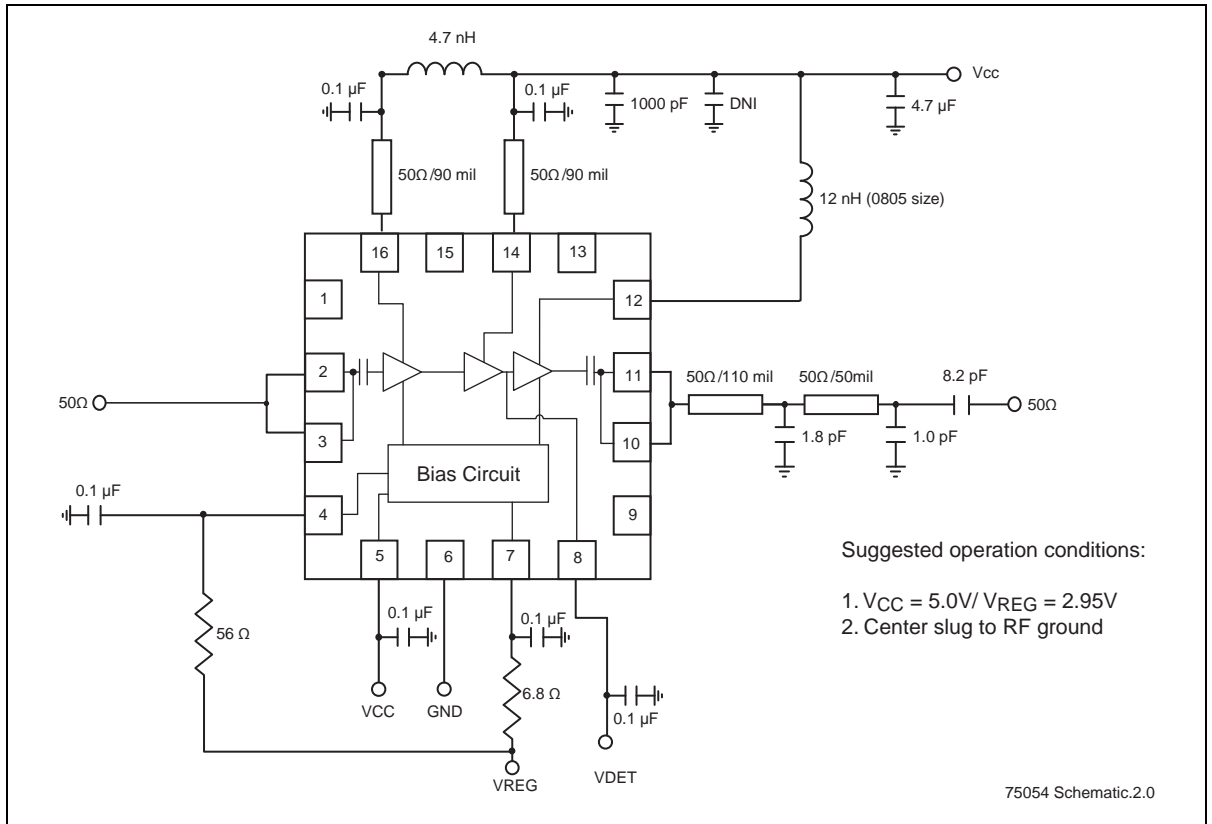 4.7 nH
Vcc
0.1 µF
0.1 µF
1000 pF
DNI
4.7 µF
50Ω/90 mil
50Ω/90 mil
12 nH (0805 size)
16
15
14
13
1
12
2
11
50Ω/110 mil
50Ω/50mil
8.2 pF
50Ω
50Ω
3
10
1.8 pF
1.0 pF
Bias Circuit
0.1 µF
4
9
5
6
7
8
Suggested operation conditions:
1. VCC = 5.0V/ VREG = 2.95V
2. Center slug to RF ground
0.1 µF
0.1 µF
56 Ω
6.8 Ω
VCC
GND
0.1 µF
VREG
VDET
75054 Schematic.2.0